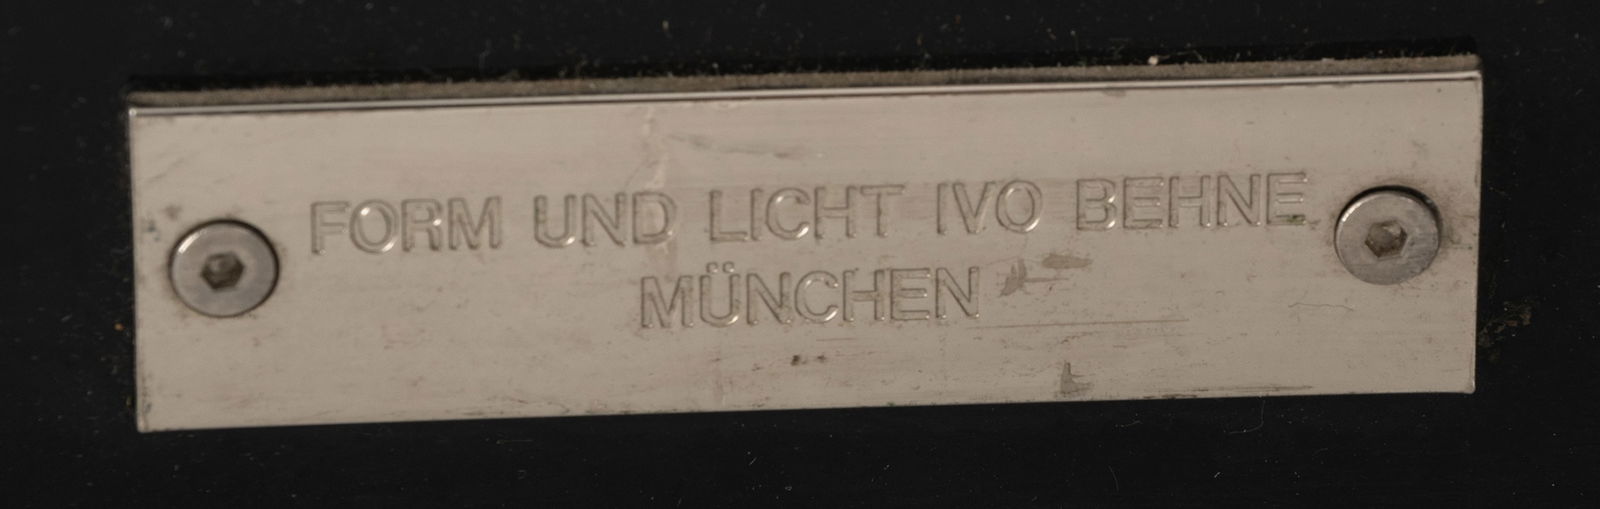 FORM UND LICHT IVO BEHNE
MÜNCHEN